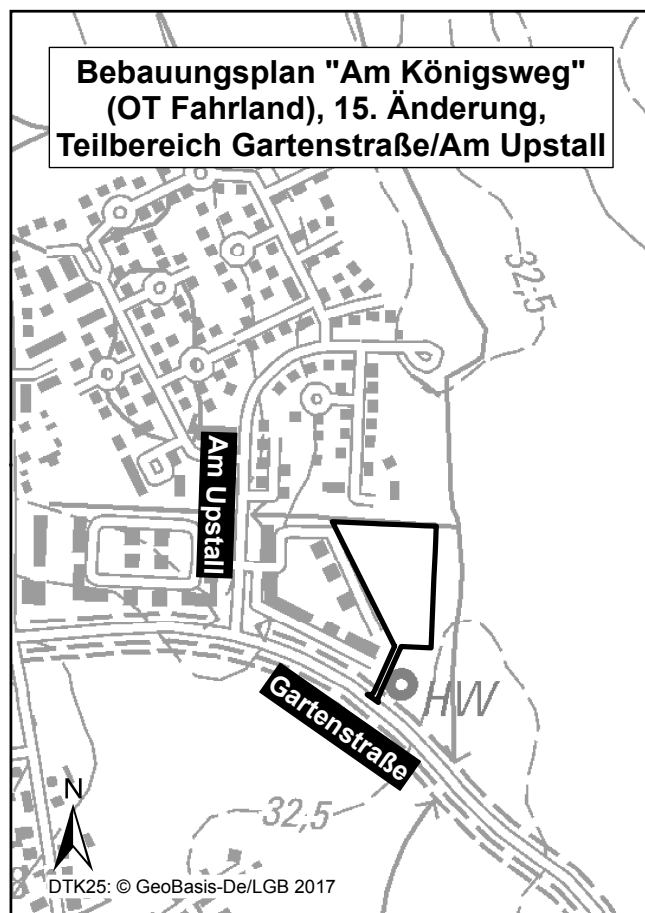 Bebauungsplan "Am Königsweg"
(OT Fahrland), 15. Änderung,
Teilbereich Gartenstraße/Am Upstall
32,5
Am Upstall
HW
Gartenstraße
32,5
N
DTK25: © GeoBasis-De/LGB 2017